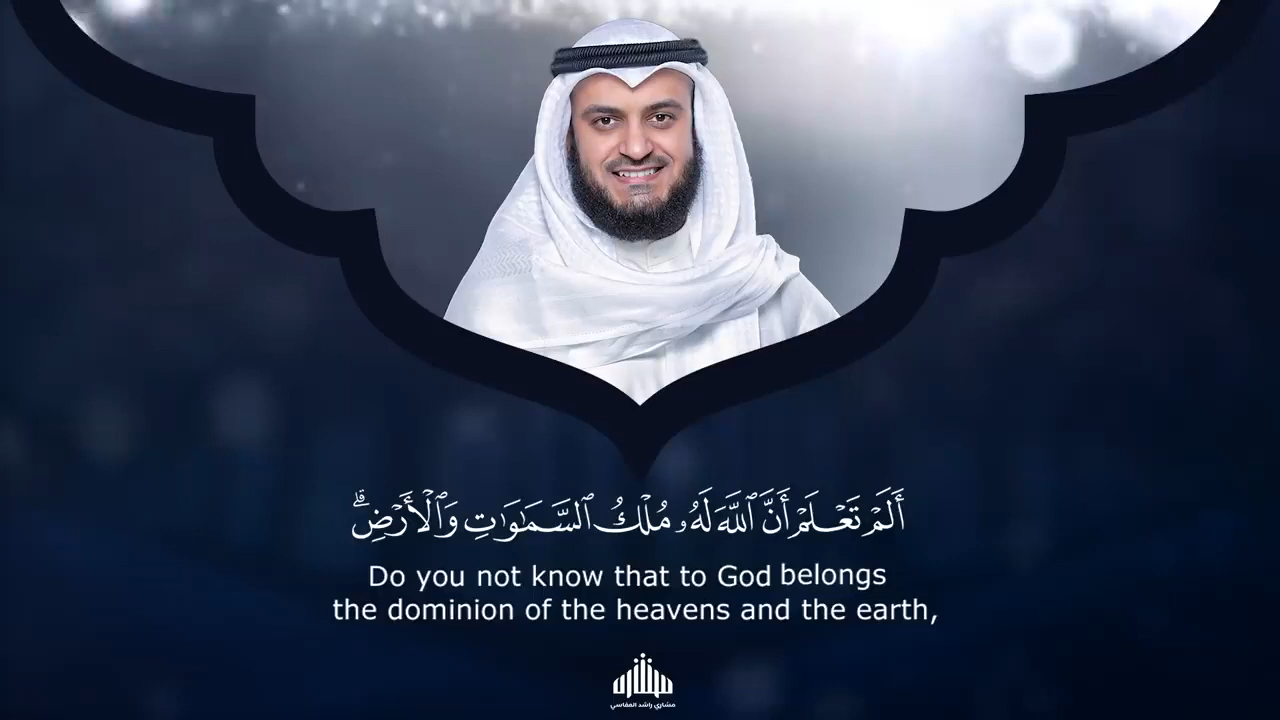 أَلَمْ تَعْلَمْ أَنَّ ٱللَّهَ لَهُۥ مُلْكُ ٱلسَّمَـٰوَٰتِ وَٱلْأَرْضِ ۗ
Do you not know that to God belongs
the dominion of the heavens and the earth,
مشاري راشد العفاسي